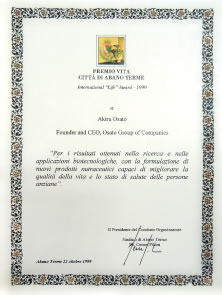 PREMIO VITA
CITTÀ DI ABANO TERME
International "Life" Award - 1999
a
Akira Osato
Founder and CEO, Osato Group of Companies
"Per i risultati ottenuti nella ricerca e nelle
applicazioni biotecnologiche, con la formulazione di
nuovi prodotti nutraceutici capaci di migliorare la
qualità della vita e lo stato di salute delle persone
anziane".
Il Presidente del Comitato Organizzatore
Sindaco di Abano Terme
Abano Terme 23 ottobre 1999